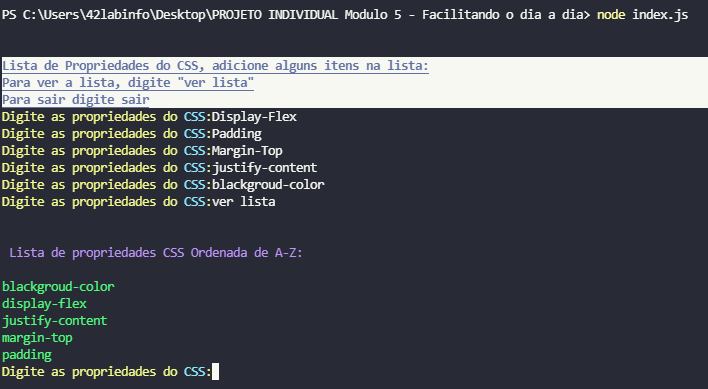 PS C:\Users\42labinfo\Desktop\PROJETO INDIVIDUAL Modulo 5 - Facilitando o dia a dia> node index.js
Lista de Propriedades do CSS, adicione alguns itens na lista:
Para ver a lista, digite "ver lista"
Para sair digite sair
Digite as propriedades do CSS:Display-Flex
Digite as propriedades do CSS:Padding
Digite as propriedades do CSS:Margin-Top
Digite as propriedades do CSS:justify-content
Digite as propriedades do CSS:blackgroud-color
Digite as propriedades do CSS:ver lista
Lista de propriedades CSS Ordenada de A-Z:
blackgroud-color
display-flex
justify-content
margin-top
padding
Digite as propriedades do CSS: